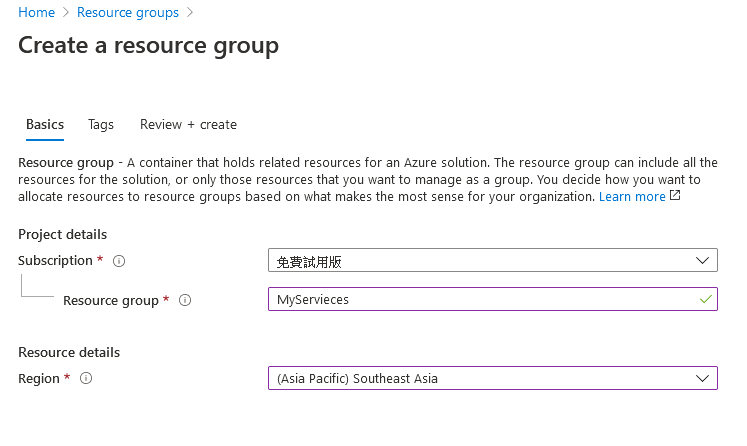 Home > Resource groups >
Create a resource group
Basics Tags Review + create
Resource group - A container that holds related resources for an Azure solution. The resource group can include all the
resources for the solution, or only those resources that you want to manage as a group. You decide how you want to
allocate resources to resource groups based on what makes the most sense for your organization. Learn more
Project details
Subscription * 免費試用版
Resource group * MyServieces
Resource details
Region * (Asia Pacific) Southeast Asia